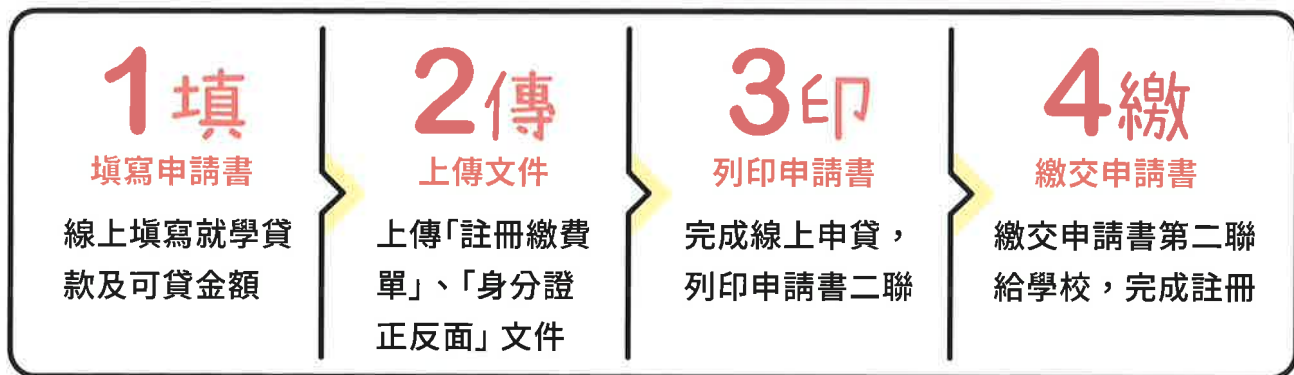 1填
填寫申請書
線上填寫就學貸
款及可貸金額
2傳
上傳文件
上傳「註冊繳費
單」、「身分證
正反面」文件
3印
列印申請書
完成線上申貸，
列印申請書二聯
4繳
繳交申請書
繳交申請書第二聯
給學校，完成註冊